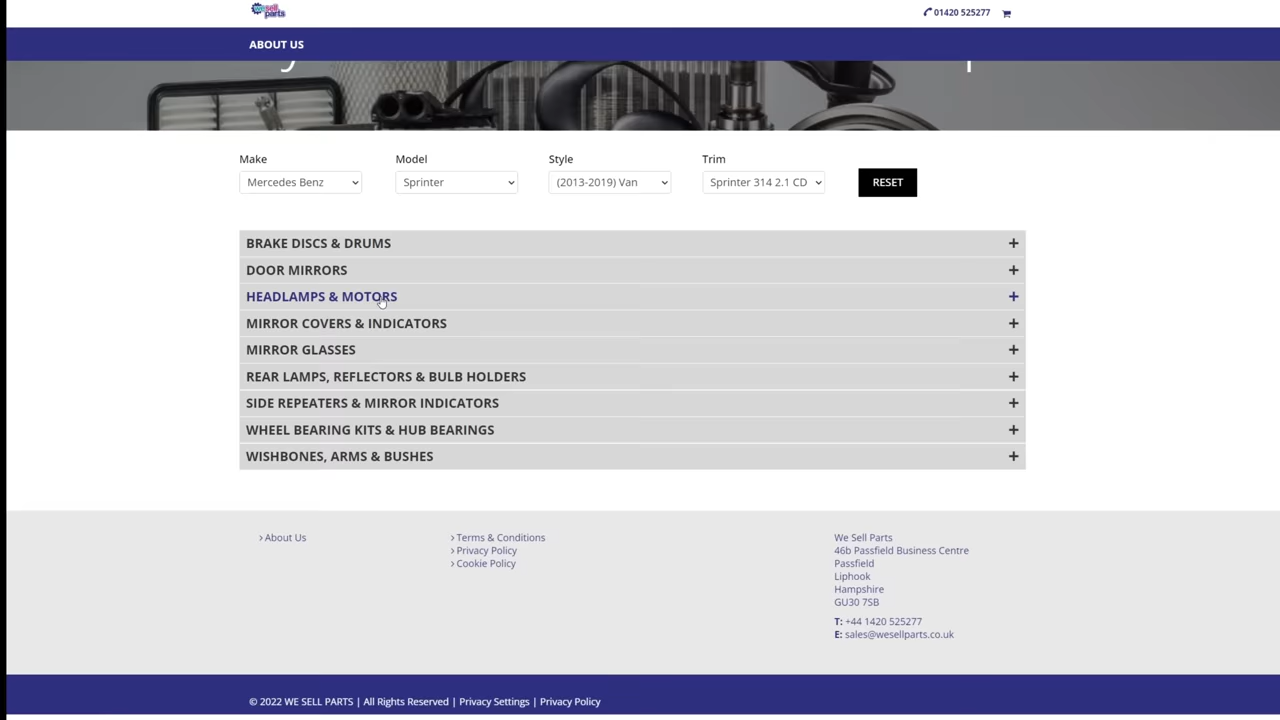 we sell
parts
01420 525277
ABOUT US
Make
Model
Style
Trim
Mercedes Benz
Sprinter
(2013-2019) Van
Sprinter 314 2.1 CD
RESET
BRAKE DISCS & DRUMS
DOOR MIRRORS
HEADLAMPS & MOTORS
MIRROR COVERS & INDICATORS
MIRROR GLASSES
REAR LAMPS, REFLECTORS & BULB HOLDERS
SIDE REPEATERS & MIRROR INDICATORS
WHEEL BEARING KITS & HUB BEARINGS
WISHBONES, ARMS & BUSHES
About Us
Terms & Conditions
Privacy Policy
Cookie Policy
We Sell Parts
46b Passfield Business Centre
Passfield
Liphook
Hampshire
GU30 7SB
T: +44 1420 525277
E: sales@wesellparts.co.uk
© 2022 WE SELL PARTS | All Rights Reserved | Privacy Settings | Privacy Policy